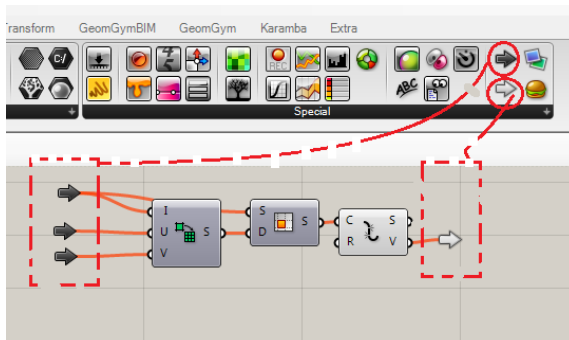 Transform GeomGymBIM GeomGym Karamba Extra
C:/
REC
ABC
Special
I U V S
S D S
C R S V